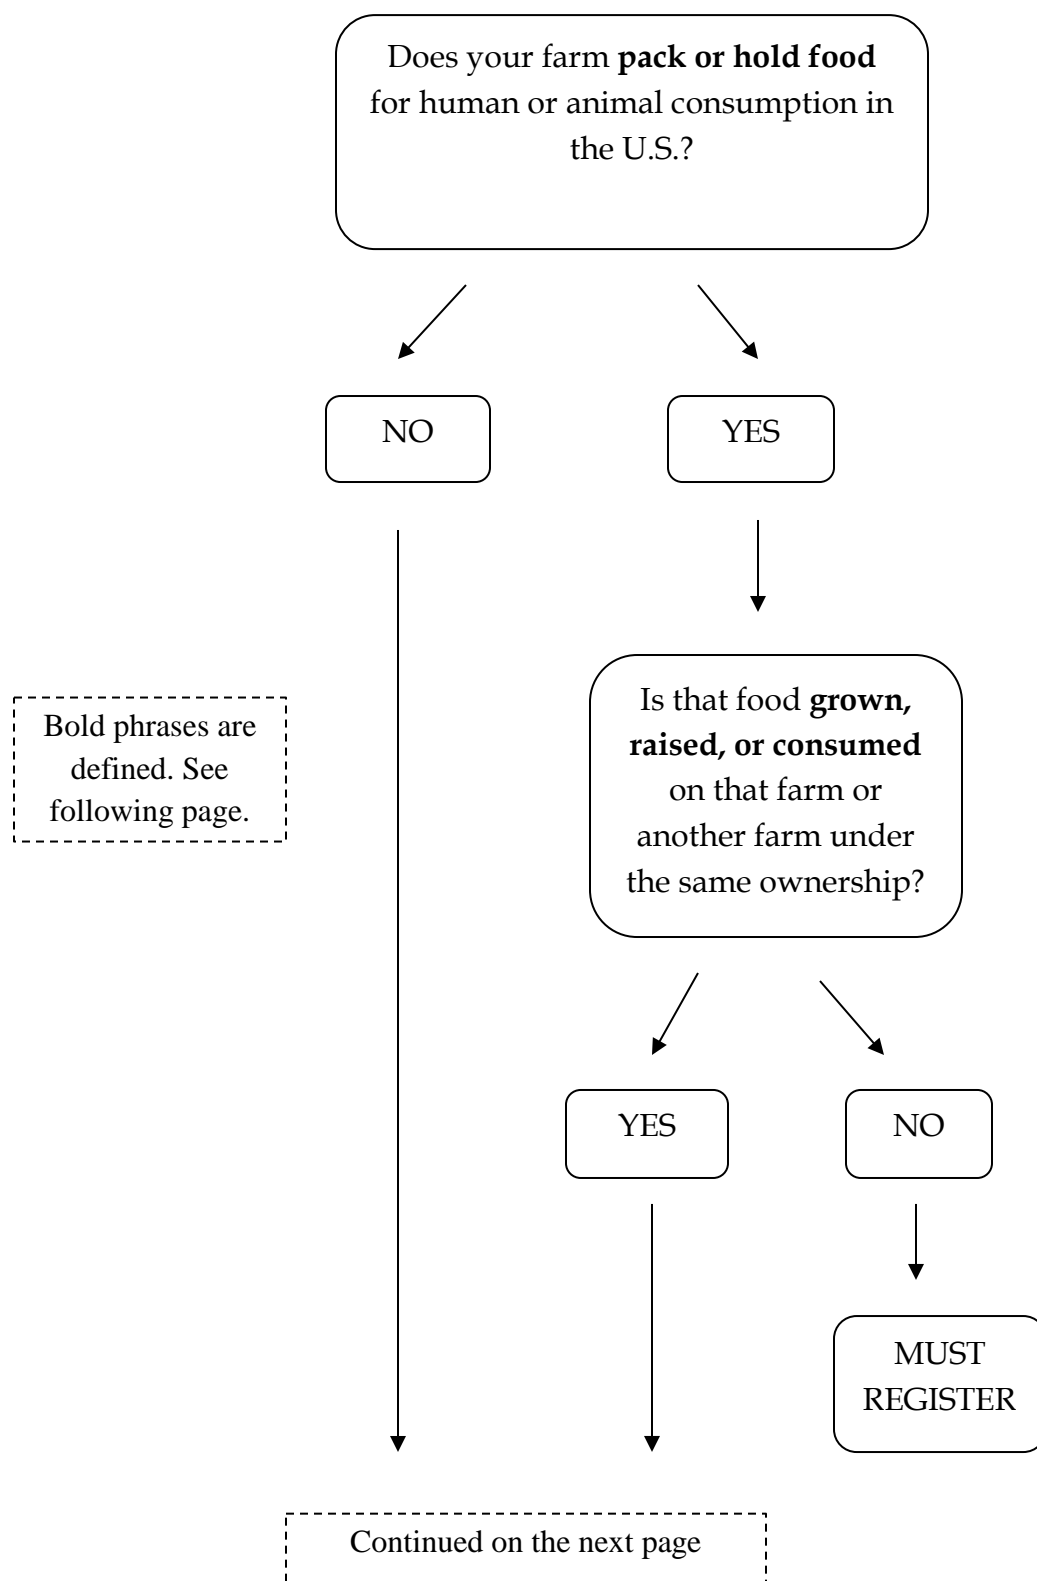 Does your farm pack or hold food
for human or animal consumption in
the U.S.?
NO
YES
Is that food grown,
raised, or consumed
on that farm or
another farm under
the same ownership?
Bold phrases are
defined. See
following page.
YES
NO
MUST
REGISTER
Continued on the next page